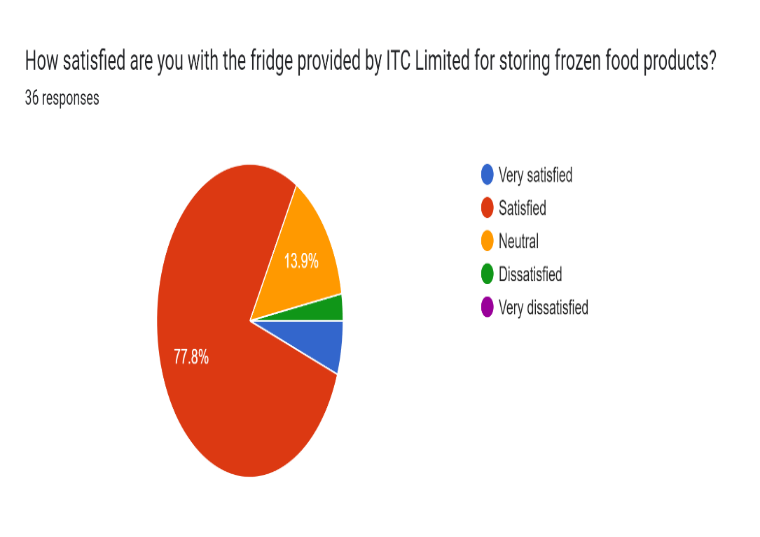 How satisfied are you with the fridge provided by ITC Limited for storing frozen food products?
36 responses
Very satisfied
Satisfied
Neutral
Dissatisfied
Very dissatisfied
13.9%
77.8%